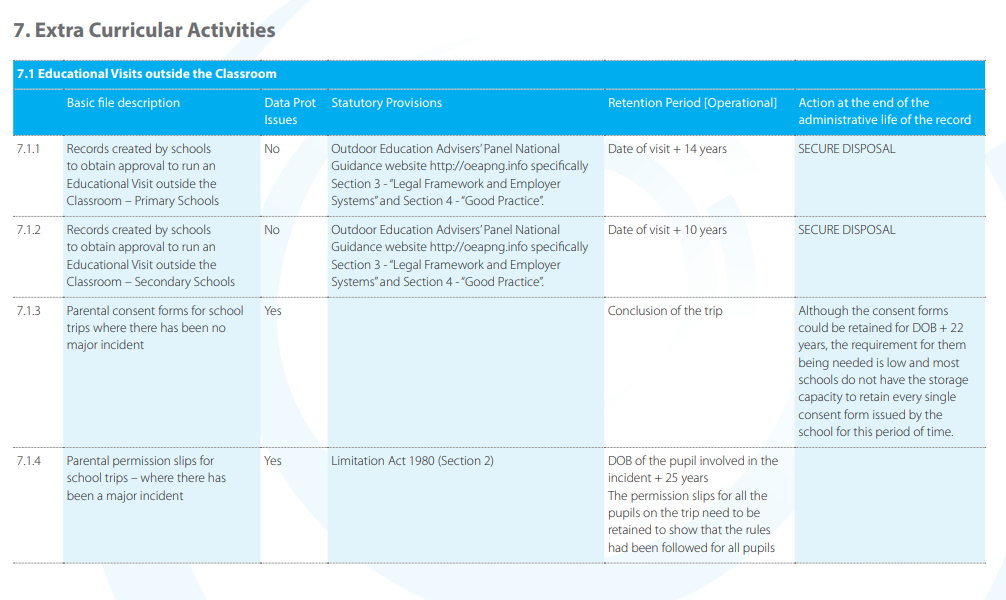 7. Extra Curricular Activities
7.1 Educational Visits outside the Classroom
Basic file description
Data Prot
Issues
Statutory Provisions
Retention Period [Operational]
Action at the end of the
administrative life of the record
7.1.1
Records created by schools
to obtain approval to run an
Educational Visit outside the
Classroom – Primary Schools
No
Outdoor Education Advisers' Panel National
Guidance website http://oeapng.info specifically
Section 3 - "Legal Framework and Employer
Systems" and Section 4 - "Good Practice".
Date of visit + 14 years
SECURE DISPOSAL
7.1.2
Records created by schools
to obtain approval to run an
Educational Visit outside the
Classroom – Secondary Schools
No
Outdoor Education Advisers' Panel National
Guidance website http://oeapng.info specifically
Section 3 - "Legal Framework and Employer
Systems" and Section 4 - "Good Practice".
Date of visit + 10 years
SECURE DISPOSAL
7.1.3
Parental consent forms for school
trips where there has been no
major incident
Yes
Conclusion of the trip
Although the consent forms
could be retained for DOB + 22
years, the requirement for them
being needed is low and most
schools do not have the storage
capacity to retain every single
consent form issued by the
school for this period of time.
7.1.4
Parental permission slips for
school trips – where there has
been a major incident
Yes
Limitation Act 1980 (Section 2)
DOB of the pupil involved in the
incident + 25 years
The permission slips for all the
pupils on the trip need to be
retained to show that the rules
had been followed for all pupils